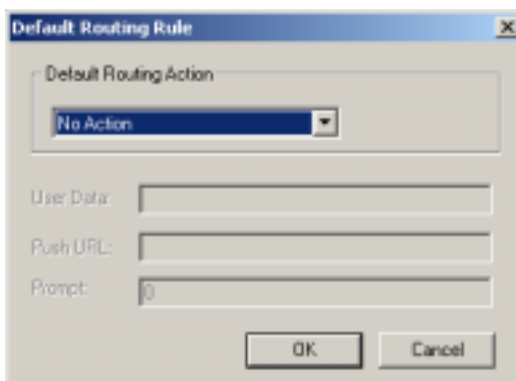 Default Routing Rule
Default Routing Action
No Action
User Data:
Push URL:
Prompt:
0
OK
Cancel